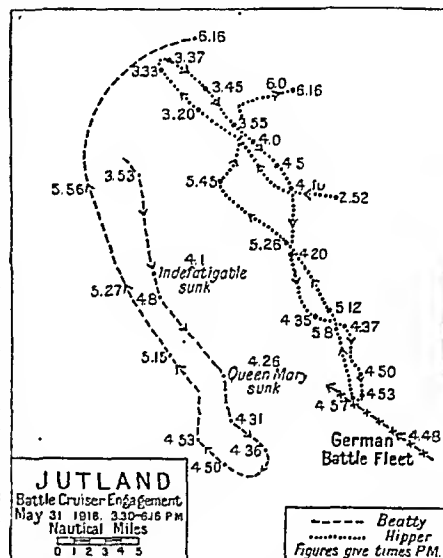 6.16
3.37
3.33
3.45
6.0
6.16
3.20
3.55
4.0
4.5
3.53
5.45
4.10
2.52
5.56
5.26
4.20
4.1
Indefatigable
sunk
5.27
4.8
5.12
4.35
5.8
4.37
5.15
4.26
Queen Mary
sunk
4.50
4.53
4.57
4.31
4.36
4.48
4.53
4.50
German
Battle Fleet
JUTLAND
Battle Cruiser Engagement
May 31 1916. 3.30-6.16 P.M.
Nautical Miles
0 1 2 3 4 5
Beatty
Hipper
Figures give times P.M.